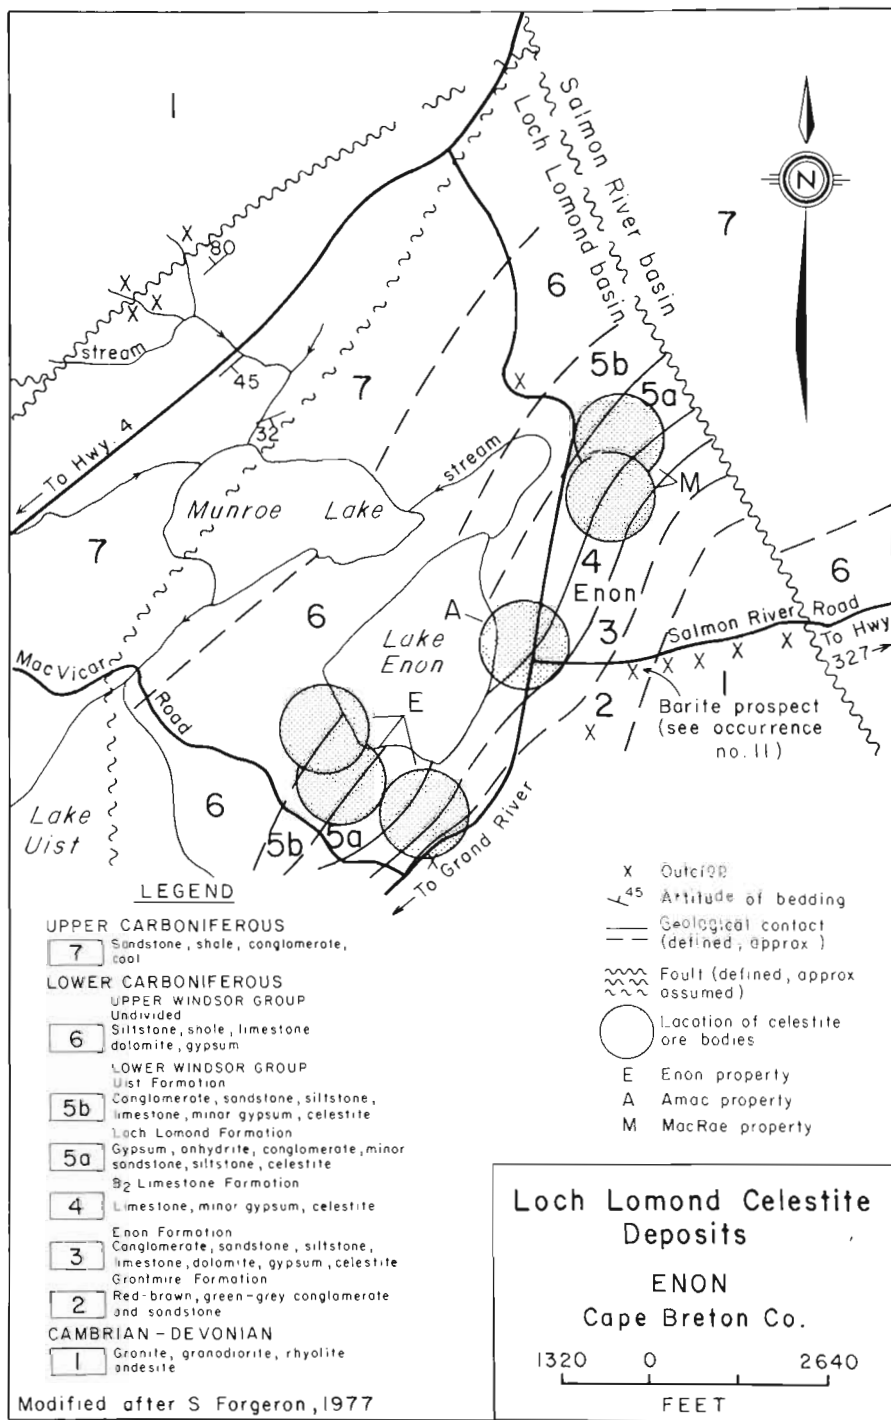 1
Salmon River basin
Loch Lomond basin
N
7
6
80
stream
45
7
5b
5a
32
To Hwy. 4
stream
M
Munroe Lake
7
4
Enon
6
6
A
3
Salmon River Road
To Hwy
327
Lake
Enon
MacVicar
Road
E
2
1
Barite prospect
(see occurrence
no. 11)
6
Lake
Uist
5b
5a
To Grand River
LEGEND
UPPER CARBONIFEROUS
7 Sandstone, shale, conglomerate,
coal
LOWER CARBONIFEROUS
UPPER WINDSOR GROUP
Undivided
6 Siltstone, shale, limestone
dolomite, gypsum
LOWER WINDSOR GROUP
Uist Formation
5b Conglomerate, sandstone, siltstone,
limestone, minor gypsum, celestite
Loch Lomond Formation
5a Gypsum, anhydrite, conglomerate, minor
sandstone, siltstone, celestite
B2 Limestone Formation
4 Limestone, minor gypsum, celestite
Enon Formation
3 Conglomerate, sandstone, siltstone,
limestone, dolomite, gypsum, celestite
Grantmire Formation
2 Red-brown, green-grey conglomerate
and sandstone
CAMBRIAN - DEVONIAN
1 Granite, granodiorite, rhyolite
andesite
Modified after S Forgeron, 1977
X Outcrop
45 Attitude of bedding
Geological contact
(defined, approx)
Fault (defined, approx
assumed)
Location of celestite
ore bodies
E Enon property
A Amac property
M MacRae property
Loch Lomond Celestite
Deposits
ENON
Cape Breton Co.
1320 0 2640
FEET